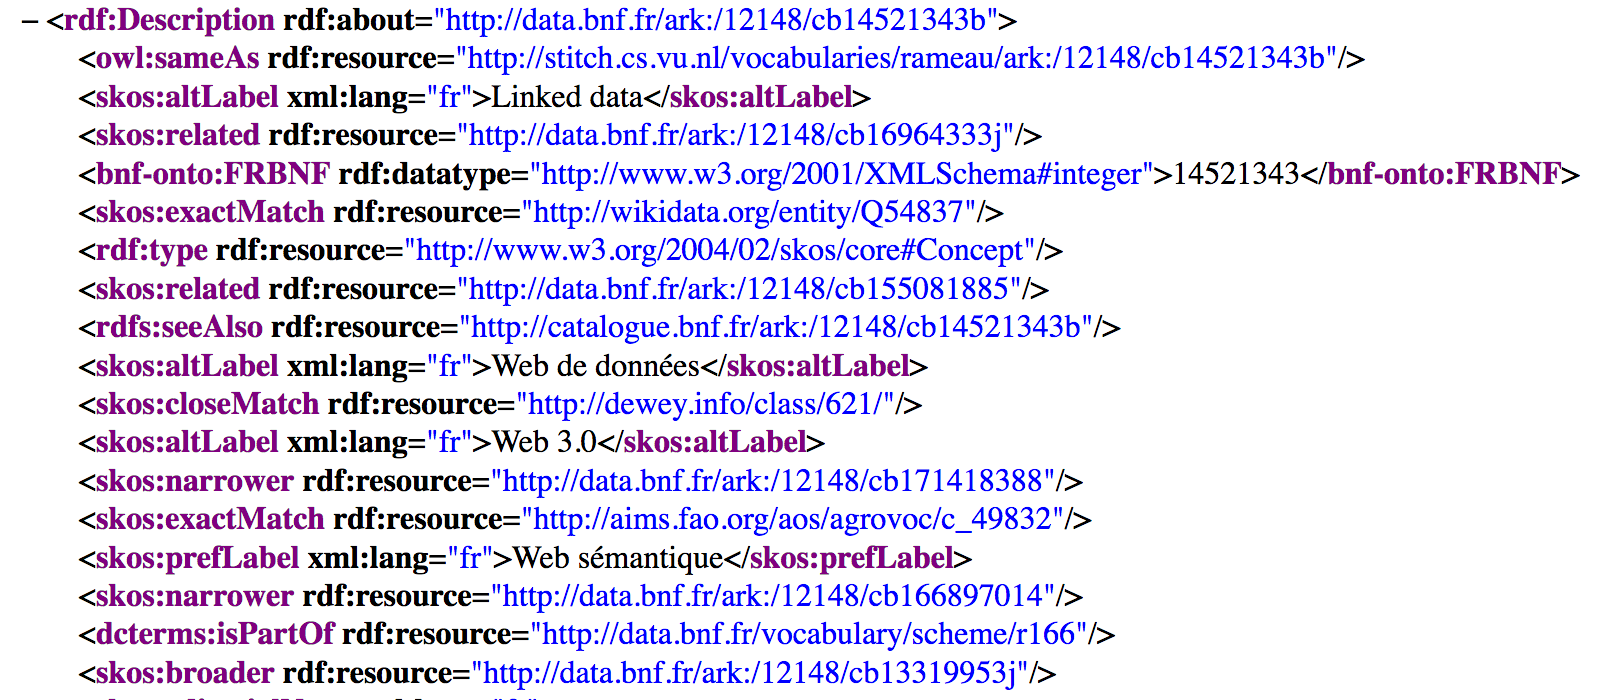 – <rdf:Description rdf:about="http://data.bnf.fr/ark:/12148/cb14521343b">
<owl:sameAs rdf:resource="http://stitch.cs.vu.nl/vocabularies/rameau/ark:/12148/cb14521343b"/>
<skos:altLabel xml:lang="fr">Linked data</skos:altLabel>
<skos:related rdf:resource="http://data.bnf.fr/ark:/12148/cb16964333j"/>
<bnf-onto:FRBNF rdf:datatype="http://www.w3.org/2001/XMLSchema#integer">14521343</bnf-onto:FRBNF>
<skos:exactMatch rdf:resource="http://wikidata.org/entity/Q54837"/>
<rdf:type rdf:resource="http://www.w3.org/2004/02/skos/core#Concept"/>
<skos:related rdf:resource="http://data.bnf.fr/ark:/12148/cb155081885"/>
<rdfs:seeAlso rdf:resource="http://catalogue.bnf.fr/ark:/12148/cb14521343b"/>
<skos:altLabel xml:lang="fr">Web de données</skos:altLabel>
<skos:closeMatch rdf:resource="http://dewey.info/class/621/"/>
<skos:altLabel xml:lang="fr">Web 3.0</skos:altLabel>
<skos:narrower rdf:resource="http://data.bnf.fr/ark:/12148/cb171418388"/>
<skos:exactMatch rdf:resource="http://aims.fao.org/aos/agrovoc/c_49832"/>
<skos:prefLabel xml:lang="fr">Web sémantique</skos:prefLabel>
<skos:narrower rdf:resource="http://data.bnf.fr/ark:/12148/cb166897014"/>
<dcterms:isPartOf rdf:resource="http://data.bnf.fr/vocabulary/scheme/r166"/>
<skos:broader rdf:resource="http://data.bnf.fr/ark:/12148/cb13319953j"/>